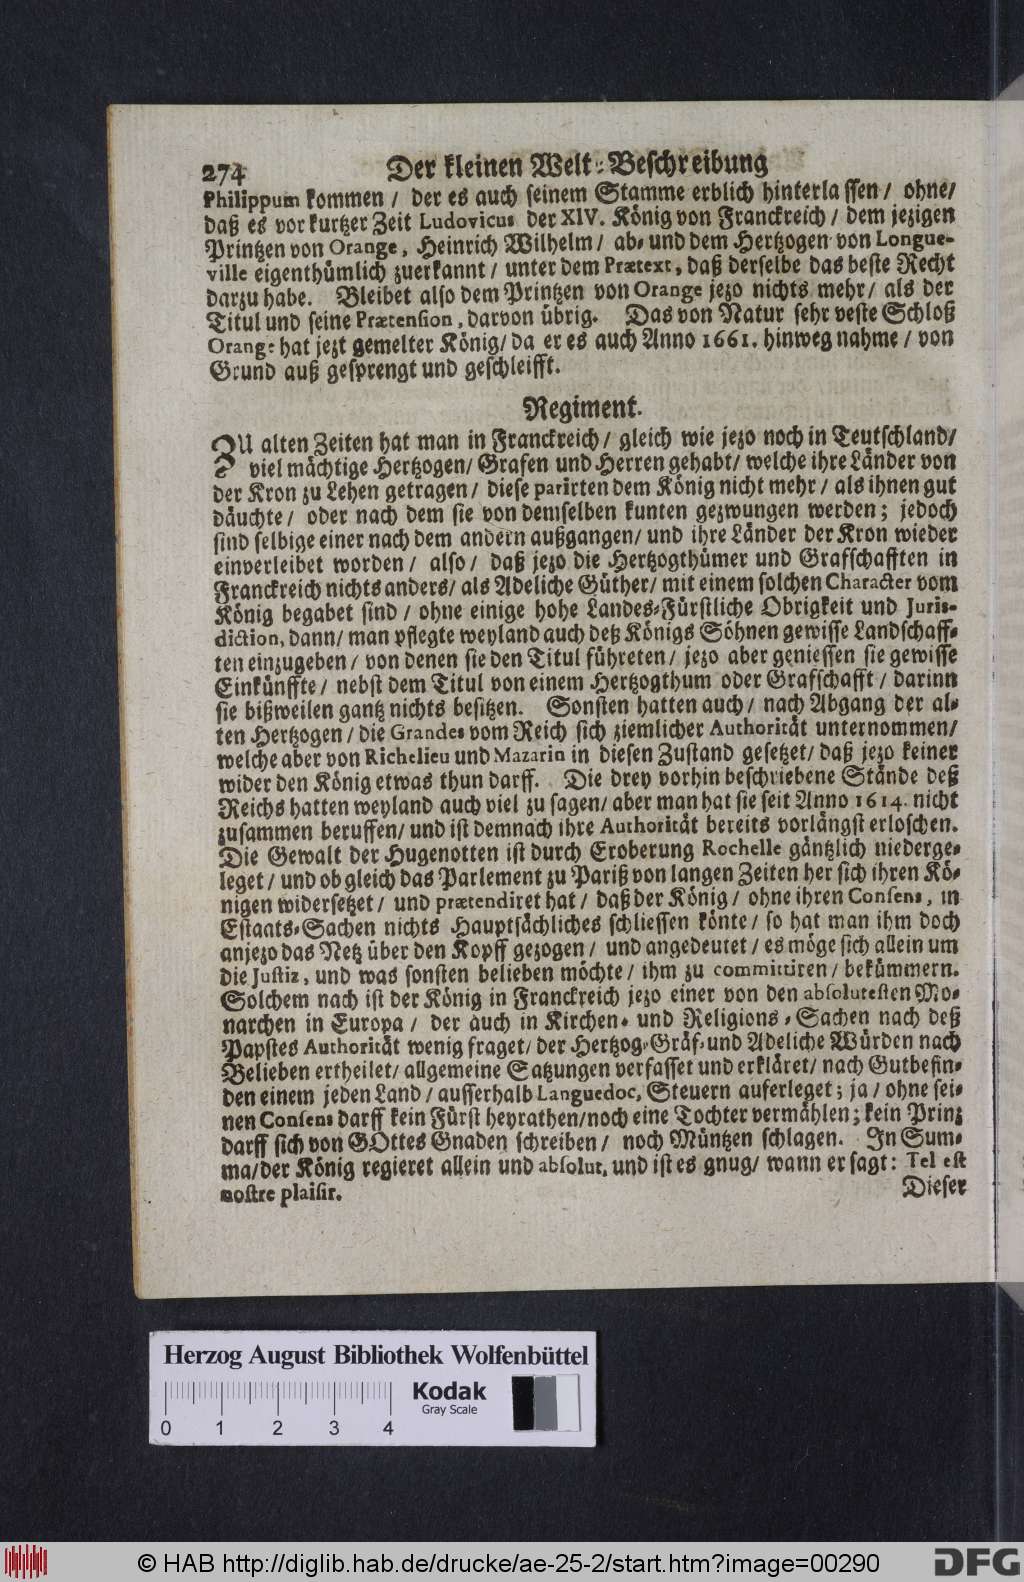 274 Der kleinen Welt-Beschreibung
Philippum kommen / der es auch seinem Stamme erblich hinterlassen / ohne/
daß es vor kurtzer Zeit Ludovicus der XIV. König von Franckreich / dem jezigen
Printzen von Orange, Heinrich Wilhelm / ab- und dem Hertzogen von Longue-
ville eigenthümlich zuerkannt / unter dem Prætext, daß derselbe das beste Recht
darzu habe. Bleibet also dem Printzen von Orange jezo nichts mehr / als der
Titul und seine Prætension, darvon übrig. Das von Natur sehr veste Schloß
Orange hat jezt gemelter König/ da er es auch Anno 1661. hinweg nahme / von
Grund auß gesprengt und geschleifft.
Regiment.
ZU alten Zeiten hat man in Franckreich / gleich wie jezo noch in Teutschland/
viel mächtige Hertzogen/ Grafen und Herren gehabt/ welche ihre Länder von
der Kron zu Lehen getragen / diese parirten dem König nicht mehr / als ihnen gut
däuchte / oder nach dem sie von demselben kunten gezwungen werden; jedoch
sind selbige einer nach dem andern außgangen/ und ihre Länder der Kron wieder
einverleibet worden / also / daß jezo die Hertzogthümer und Grafschafften in
Franckreich nichts anders/ als Adeliche Güther/ mit einem solchen Character vom
König begabet sind / ohne einige hohe Landes-Fürstliche Obrigkeit und Juris-
diction, dann/ man pflegte weyland auch deß Königs Söhnen gewisse Landschaff-
ten einzugeben / von denen sie den Titul führeten / jezo aber geniessen sie gewisse
Einkünffte / nebst dem Titul von einem Hertzogthum oder Grafschafft / darinn
sie bißweilen gantz nichts besitzen. Sonsten hatten auch / nach Abgang der al-
ten Hertzogen / die Grandes vom Reich sich ziemlicher Authorität unternommen/
welche aber von Richelieu und Mazarin in diesen Zustand gesetzet/ daß jezo keiner
wider den König etwas thun darff. Die drey vorhin beschriebene Stände deß
Reichs hatten weyland auch viel zu sagen/ aber man hat sie seit Anno 1614. nicht
zusammen beruffen/ und ist demnach ihre Authorität bereits vorlängst erloschen.
Die Gewalt der Hugenotten ist durch Eroberung Rochelle gäntzlich niederge-
leget / und ob gleich das Parlement zu Pariß von langen Zeiten her sich ihren Kö-
nigen widersetzet / und prætendiret hat / daß der König / ohne ihren Consens, in
Estaats-Sachen nichts Hauptsächliches schliessen könte / so hat man ihm doch
anjezo das Netz über den Kopff gezogen / und angedeutet / es möge sich allein um
die Justiz, und was sonsten belieben möchte / ihm zu committiren / bekümmern.
Solchem nach ist der König in Franckreich jezo einer von den absolutesten Mo-
narchen in Europa / der auch in Kirchen- und Religions-Sachen nach deß
Papstes Authorität wenig fraget/ der Hertzog-Gräf- und Adeliche Würden nach
Belieben ertheilet/ allgemeine Satzungen verfasset und erkläret/ nach Gutbefin-
den einem jeden Land / ausserhalb Languedoc, Steuern auferleget; ja / ohne sei-
nen Consens darff kein Fürst heyrathen/ noch eine Tochter vermählen; kein Prinz
darff sich von GOttes Gnaden schreiben / noch Müntzen schlagen. In Sum-
ma/ der König regieret allein und absolut, und ist es gnug/ wann er sagt: Tel est
nostre plaisir.
Dieser
Herzog August Bibliothek Wolfenbüttel
Kodak
Gray Scale
0 1 2 3 4
© HAB http://diglib.hab.de/drucke/ae-25-2/start.htm?image=00290
DFG